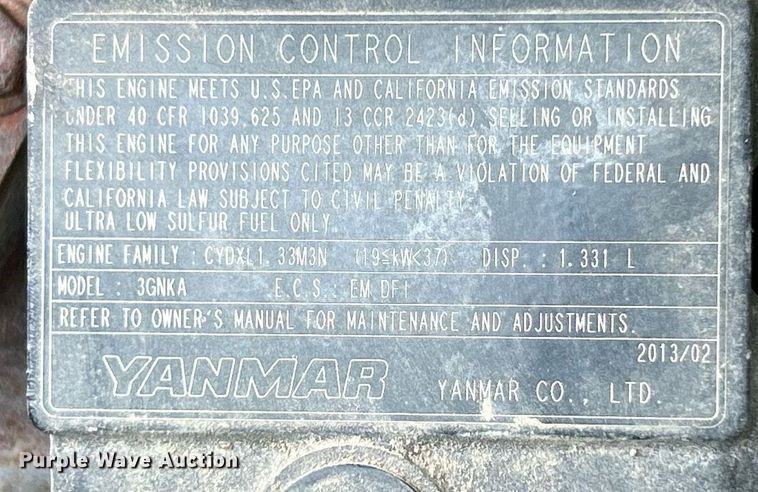 EMISSION CONTROL INFORMATION
THIS ENGINE MEETS U.S.EPA AND CALIFORNIA EMISSION STANDARDS
UNDER 40 CFR 1039.625 AND 13 CCR 2423(d) SELLING OR INSTALLING
THIS ENGINE FOR ANY PURPOSE OTHER THAN FOR THE EQUIPMENT
FLEXIBILITY PROVISIONS CITED MAY BE A VIOLATION OF FEDERAL AND
CALIFORNIA LAW SUBJECT TO CIVIL PENALTY.
ULTRA LOW SULFUR FUEL ONLY.
ENGINE FAMILY : CYDXL1.33M3N (19≤kW<37) DISP. : 1.331 L
MODEL : 3GNKA E.C.S.: EM,DFI
REFER TO OWNER'S MANUAL FOR MAINTENANCE AND ADJUSTMENTS.
2013/02
YANMAR YANMAR CO., LTD.
Purple Wave Auction